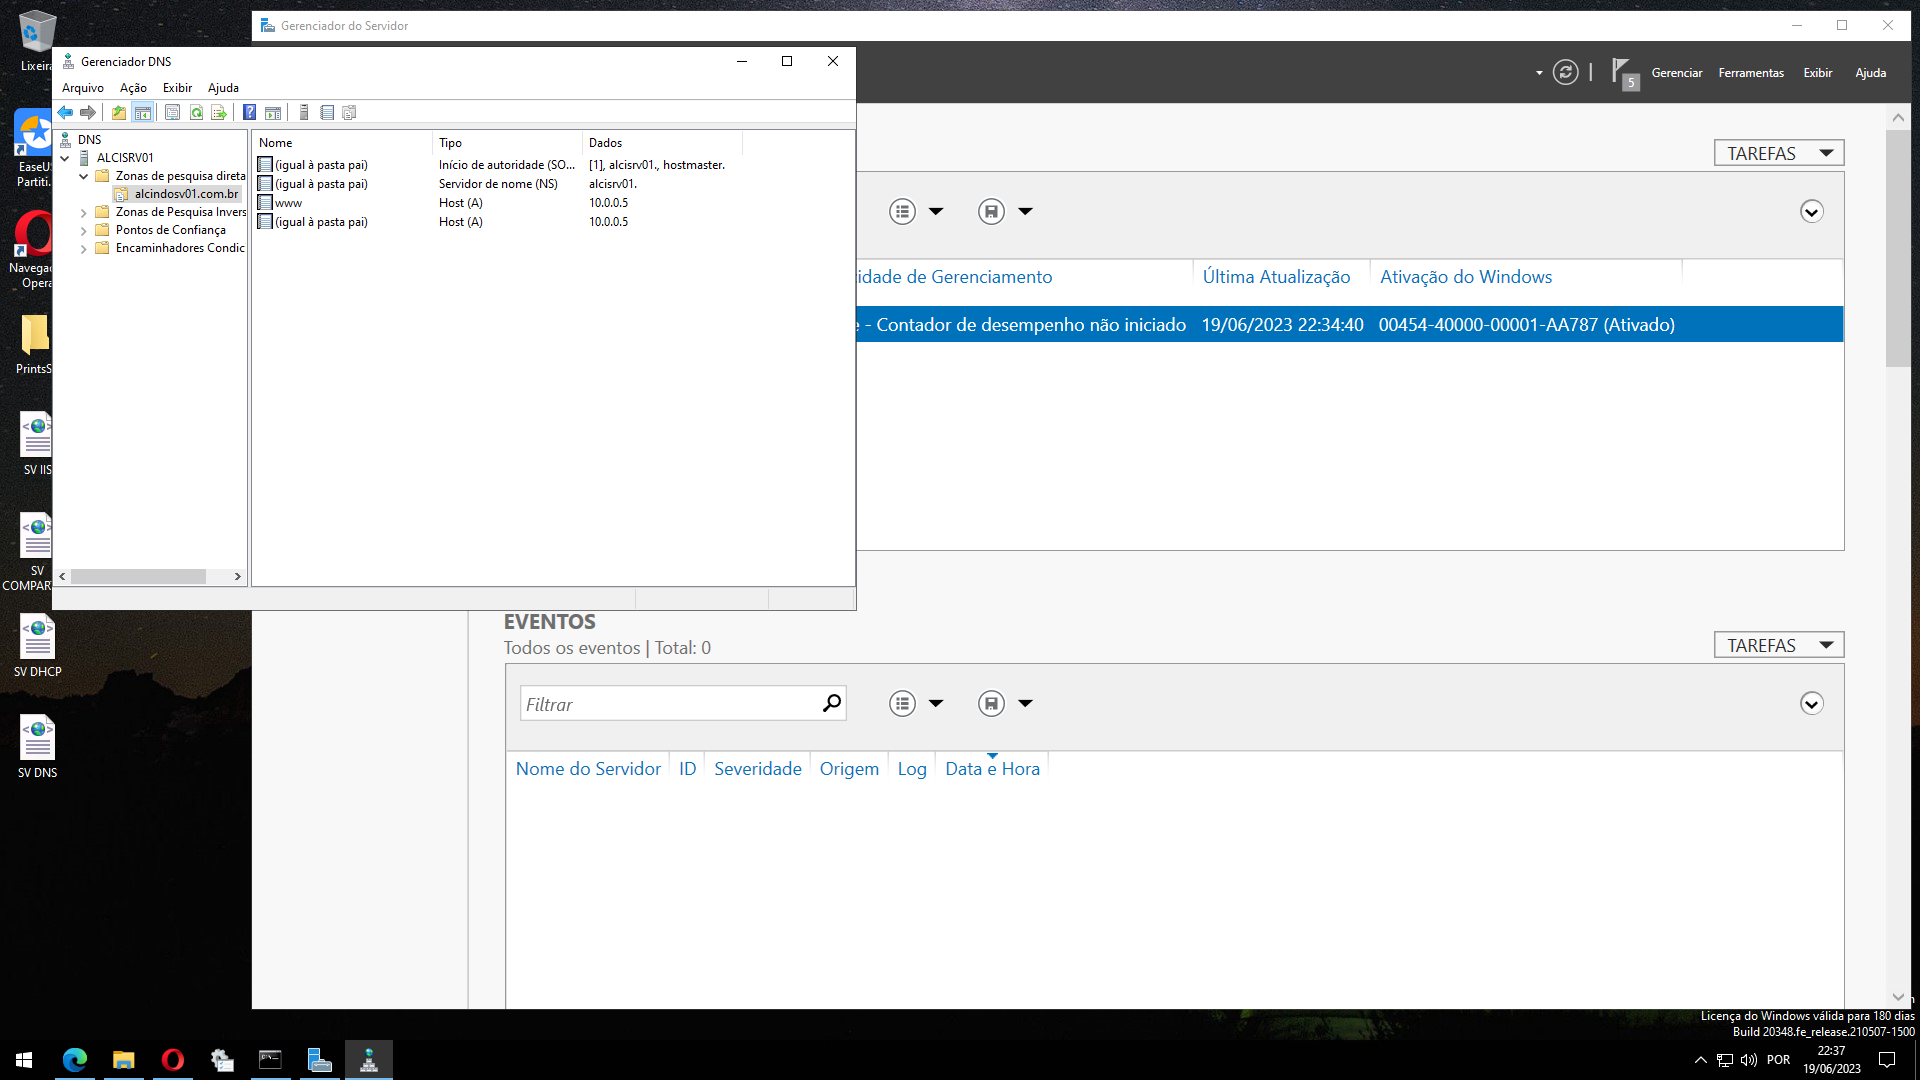 Lixeira
EaseUS
Partiti...
Navegad
Opera
PrintsS
SV IIS
SV
COMPART
SV DHCP
SV DNS
Gerenciador do Servidor
5
Gerenciar Ferramentas Exibir Ajuda
Gerenciador DNS
Arquivo Ação Exibir Ajuda
DNS
ALCISRV01
Zonas de pesquisa direta
alcindosv01.com.br
Zonas de Pesquisa Invers
Pontos de Confiança
Encaminhadores Condic
Nome Tipo Dados
(igual à pasta pai) Início de autoridade (SO... [1], alcisrv01., hostmaster.
(igual à pasta pai) Servidor de nome (NS) alcisrv01.
www Host (A) 10.0.0.5
(igual à pasta pai) Host (A) 10.0.0.5
TAREFAS
idade de Gerenciamento Última Atualização Ativação do Windows
e - Contador de desempenho não iniciado 19/06/2023 22:34:40 00454-40000-00001-AA787 (Ativado)
EVENTOS
Todos os eventos | Total: 0
TAREFAS
Filtrar
Nome do Servidor ID Severidade Origem Log Data e Hora
Licença do Windows válida para 180 dias
Build 20348.fe_release.210507-1500
POR
22:37
19/06/2023